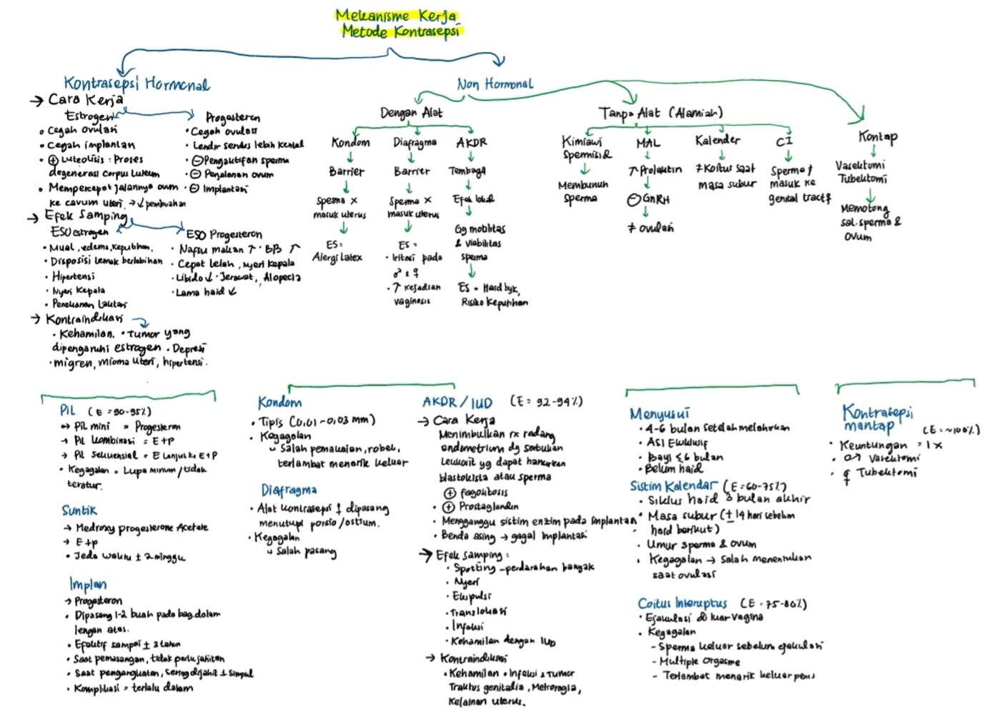 Mekanisme Kerja
Metode Kontrasepsi
Kontrasepsi Hormonal
→ Cara Kerja
Estrogen
• Cegah ovulasi
• Cegah implantasi
• ⊕ Luteolisis : Proses
degenerasi corpus luteum
• Mempercepat jalannya ovum
ke cavum uteri → ↓ pembuahan
Progesteron
• Cegah ovulasi
• Lendir serviks lebih kental
• ⊖ Pengaktifan sperma
• ⊖ Perjalanan ovum
• ⊖ Implantasi
→ Efek Samping
ESO estrogen
• Mual, edema, keputihan,
• Disposisi lemak berlebihan
• Hipertensi
• Nyeri Kepala
• Penekanan Laktasi
ESO Progesteron
• Nafsu makan ↑ • BB ↑
• Cepat Lelah, Nyeri Kepala
• Libido ↓ • Jerawat, Alopecia
• Lama haid ↓
→ Kontraindikasi
• Kehamilan. • Tumor yang
dipengaruhi estrogen • Depresi
• migren, Mioma uteri, hipertensi.
Non Hormonal
Dengan Alat
Kondom
Barrier
Sperma x
masuk uterus
ES =
Alergi Latex
Diafragma
Barrier
Sperma x
masuk uterus
ES =
• Iritasi pada
♂ & ♀
• ↑ Kejadian
vaginosis
AKDR
Tembaga
Efek lokal
Gg motilitas
& viabilitas
sperma
ES = Haid byk,
Risiko Keputihan
Tanpa Alat (Alamiah)
Kimiawi
Spermisid
Membunuh
Sperma
MAL
↑ Prolaktin
⊖ GNRH
≠ ovulasi
Kalender
≠ Koitus saat
masa subur
CI
Sperma ≠
masuk ke
genital tract ♀
Kontap
Vasektomi
Tubektomi
Memotong
sal. sperma &
ovum
Pil (E = 90-95%)
→ Pil mini = Progesteron
→ Pil kombinasi = E+P
→ Pil Sekuensial = E lanjut ke E+P
• Kegagalan = Lupa minum/tidak
teratur.
Suntik
→ Medroxy progesterone Acetate
→ E+P
• Jeda waktu ± 2 minggu
Implan
→ Progesteron
• Dipasang 1-2 buah pada bag. dalam
lengan atas.
• Efektif sampai ± 3 tahun
• Saat pemasangan, tidak perlu jahitan
• Saat pengangkatan, sering dijahit 1 simpul
• Komplikasi = terlalu dalam
Kondom
• Tipis (0,01-0,03 mm)
• Kegagalan
↳ Salah pemakaian, robek,
terlambat menarik keluar
Diafragma
• Alat kontrasepsi ♀ dipasang
menutupi porsio/ostium.
• Kegagalan
↳ Salah pasang
AKDR/IUD (E = 92-94%)
→ Cara Kerja
Menimbulkan rx radang
endometrium dg serbukan
leukosit yg dapat hancurkan
blastokista atau sperma
⊕ fagositosis
• ⊕ Prostaglandin
• Mengganggu sistim enzim pada implantasi
• Benda asing → gagal implantasi
→ Efek Samping :
• Spotting - perdarahan banyak
• Nyeri
• Ekspulsi
• Translokasi
• Infeksi
• Kehamilan dengan IUD
→ Kontraindikasi
• Kehamilan • Infeksi & Tumor
Traktus genitalia, Metroragia,
Kelainan uterus.
Menyusui
• 4-6 bulan setelah melahirkan
• ASI Eksklusif
• Bayi ≤ 6 bulan
• Belum haid
Sistim Kalendar (E = 60-75%)
• Siklus haid 3 bulan akhir
• Masa subur (± 14 hari sebelum
haid berikut)
• Umur sperma & ovum
• Kegagalan → Salah menentukan
saat ovulasi
Coitus Interuptus (E = 75-80%)
• Ejakulasi di luar vagina
• Kegagalan
- Sperma keluar sebelum ejakulasi
- Multiple Orgasme
- Terlambat menarik keluar penis
Kontrasepsi
mantap (E = ~100%)
• Keuntungan = 1x
• ♂ Vasektomi
• ♀ Tubektomi